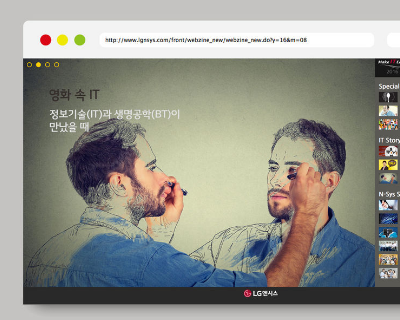 http://www.lgnsys.com/front/webzine_new/webzine_new.do?y=16&m=08
영화 속 IT
정보기술(IT)과 생명공학(BT)이
만났을 때
Special
IT Story
N-Sys S
LG엔시스